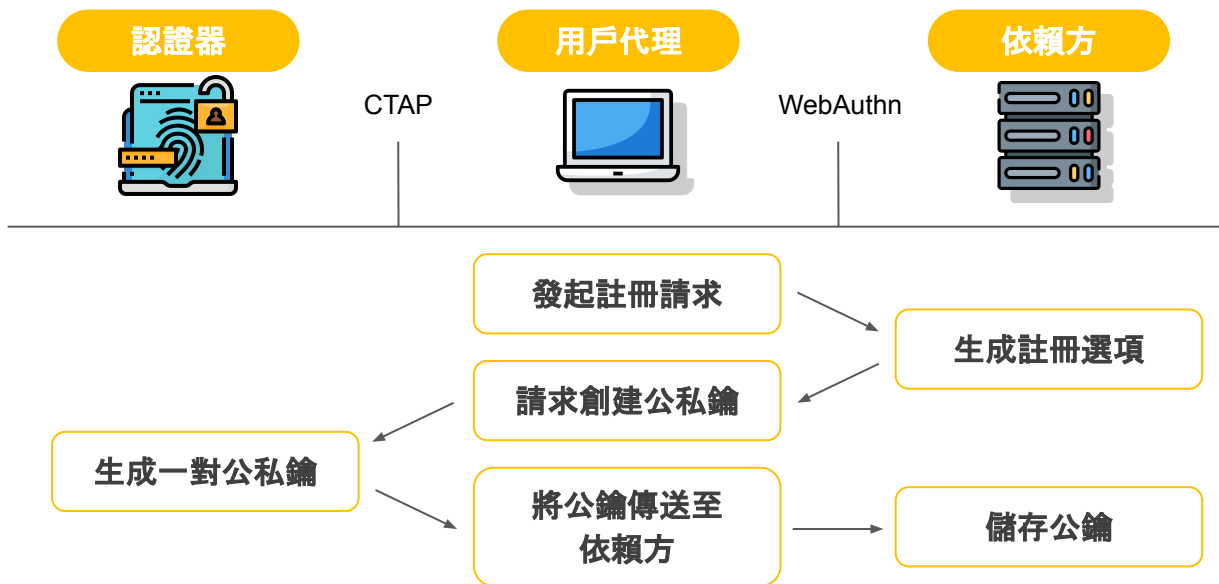 認證器
用戶代理
依賴方
CTAP
WebAuthn
發起註冊請求
生成註冊選項
請求創建公私鑰
生成一對公私鑰
將公鑰傳送至
依賴方
儲存公鑰